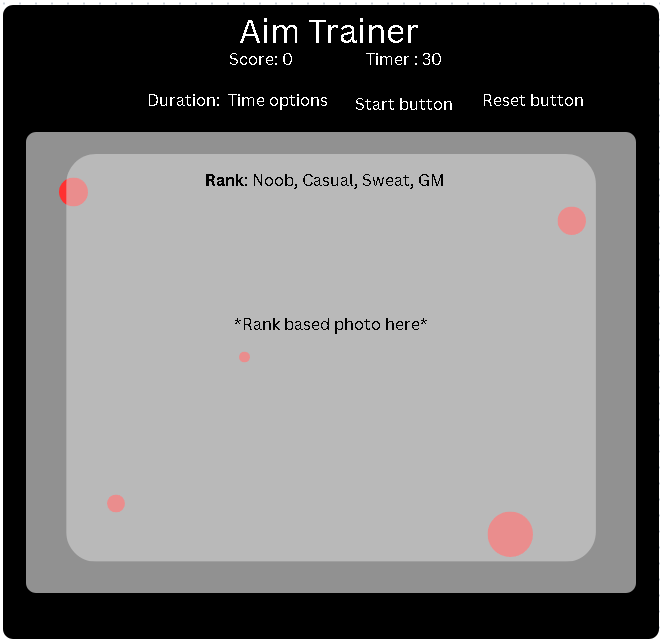 Aim Trainer
Score: 0 Timer : 30
Duration: Time options Start button Reset button
Rank: Noob, Casual, Sweat, GM
*Rank based photo here*